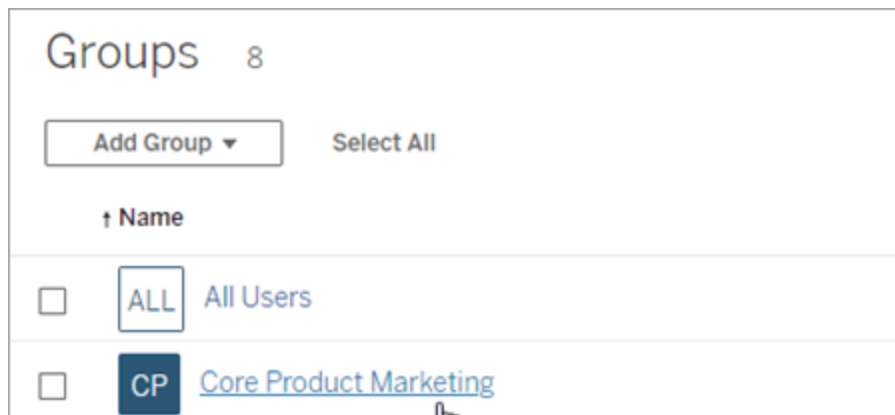 Groups 8
Add Group Select All
↑ Name
ALL All Users
CP Core Product Marketing